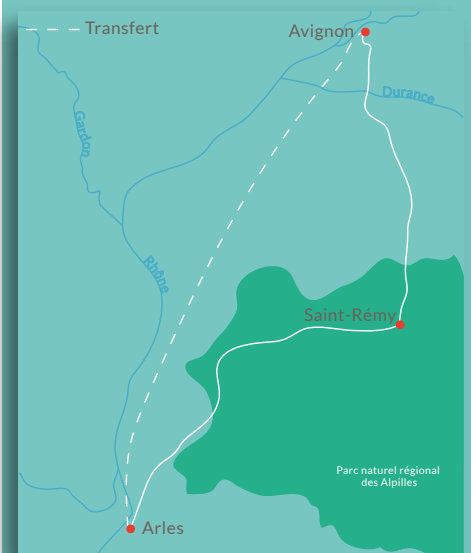 Transfert
Avignon
Durance
Gardon
Rhône
Saint-Rémy
Parc naturel régional
des Alpilles
Arles